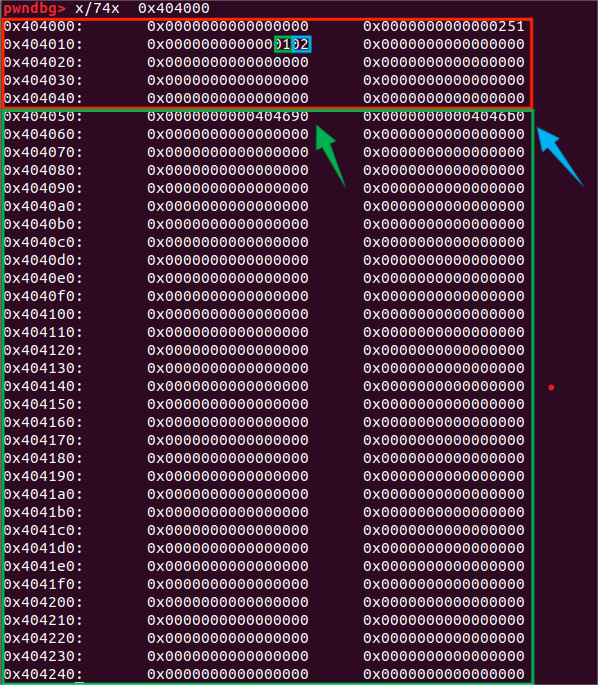 pwndbg> x/74x 0x404000
0x404000: 0x0000000000000000 0x0000000000000251
0x404010: 0x0000000000000102 0x0000000000000000
0x404020: 0x0000000000000000 0x0000000000000000
0x404030: 0x0000000000000000 0x0000000000000000
0x404040: 0x0000000000000000 0x0000000000000000
0x404050: 0x0000000000404690 0x00000000004046b0
0x404060: 0x0000000000000000 0x0000000000000000
0x404070: 0x0000000000000000 0x0000000000000000
0x404080: 0x0000000000000000 0x0000000000000000
0x404090: 0x0000000000000000 0x0000000000000000
0x4040a0: 0x0000000000000000 0x0000000000000000
0x4040b0: 0x0000000000000000 0x0000000000000000
0x4040c0: 0x0000000000000000 0x0000000000000000
0x4040d0: 0x0000000000000000 0x0000000000000000
0x4040e0: 0x0000000000000000 0x0000000000000000
0x4040f0: 0x0000000000000000 0x0000000000000000
0x404100: 0x0000000000000000 0x0000000000000000
0x404110: 0x0000000000000000 0x0000000000000000
0x404120: 0x0000000000000000 0x0000000000000000
0x404130: 0x0000000000000000 0x0000000000000000
0x404140: 0x0000000000000000 0x0000000000000000
0x404150: 0x0000000000000000 0x0000000000000000
0x404160: 0x0000000000000000 0x0000000000000000
0x404170: 0x0000000000000000 0x0000000000000000
0x404180: 0x0000000000000000 0x0000000000000000
0x404190: 0x0000000000000000 0x0000000000000000
0x4041a0: 0x0000000000000000 0x0000000000000000
0x4041b0: 0x0000000000000000 0x0000000000000000
0x4041c0: 0x0000000000000000 0x0000000000000000
0x4041d0: 0x0000000000000000 0x0000000000000000
0x4041e0: 0x0000000000000000 0x0000000000000000
0x4041f0: 0x0000000000000000 0x0000000000000000
0x404200: 0x0000000000000000 0x0000000000000000
0x404210: 0x0000000000000000 0x0000000000000000
0x404220: 0x0000000000000000 0x0000000000000000
0x404230: 0x0000000000000000 0x0000000000000000
0x404240: 0x0000000000000000 0x0000000000000000